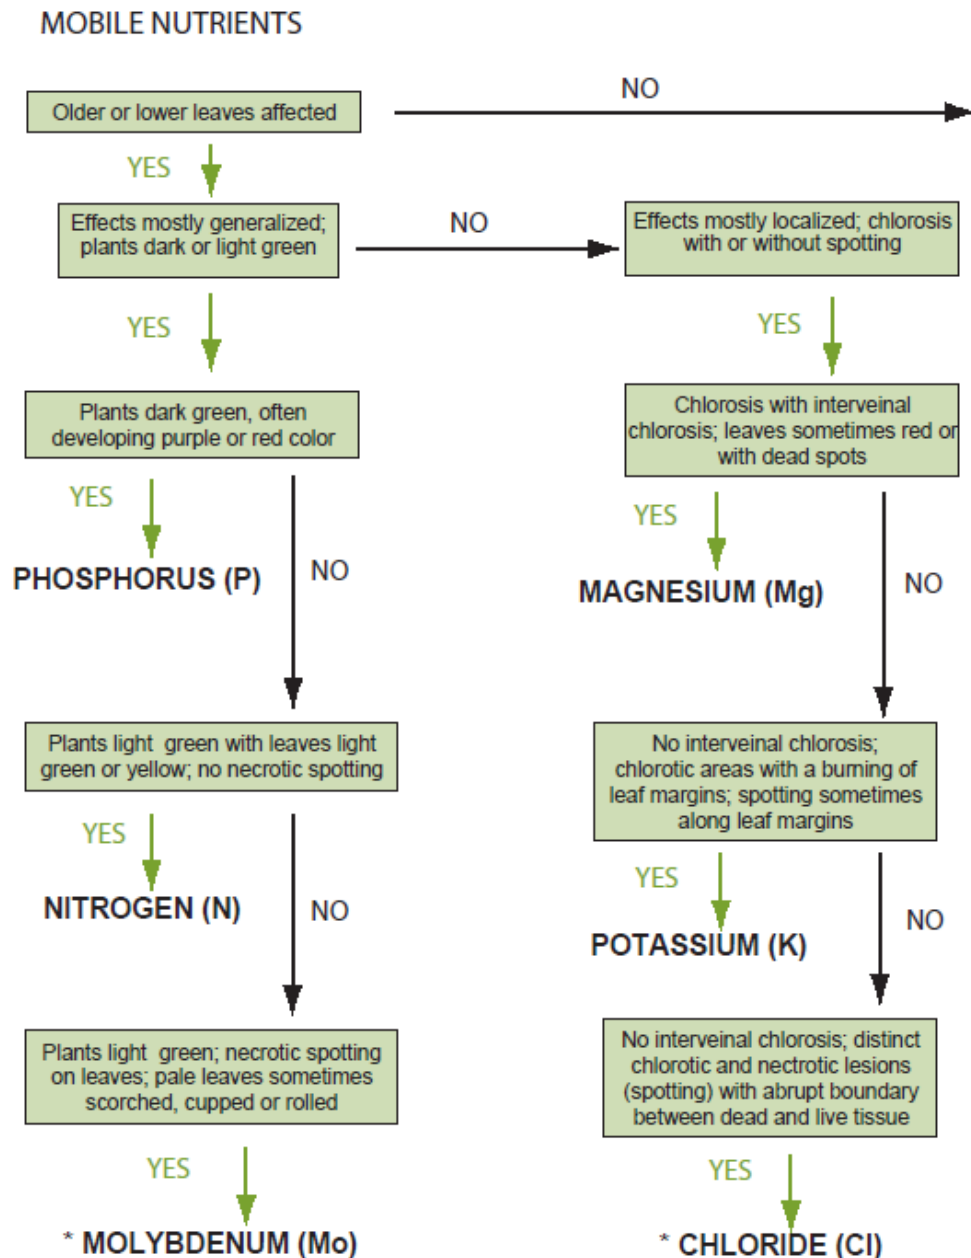 MOBILE NUTRIENTS
Older or lower leaves affected
NO
YES
Effects mostly generalized;
plants dark or light green
NO
Effects mostly localized; chlorosis
with or without spotting
YES
YES
Plants dark green, often
developing purple or red color
Chlorosis with interveinal
chlorosis; leaves sometimes red or
with dead spots
YES
PHOSPHORUS (P)
NO
YES
MAGNESIUM (Mg)
NO
Plants light green with leaves light
green or yellow; no necrotic spotting
No interveinal chlorosis;
chlorotic areas with a burning of
leaf margins; spotting sometimes
along leaf margins
YES
NITROGEN (N)
NO
YES
POTASSIUM (K)
NO
Plants light green; necrotic spotting
on leaves; pale leaves sometimes
scorched, cupped or rolled
No interveinal chlorosis; distinct
chlorotic and nectrotic lesions
(spotting) with abrupt boundary
between dead and live tissue
YES
* MOLYBDENUM (Mo)
YES
* CHLORIDE (Cl)